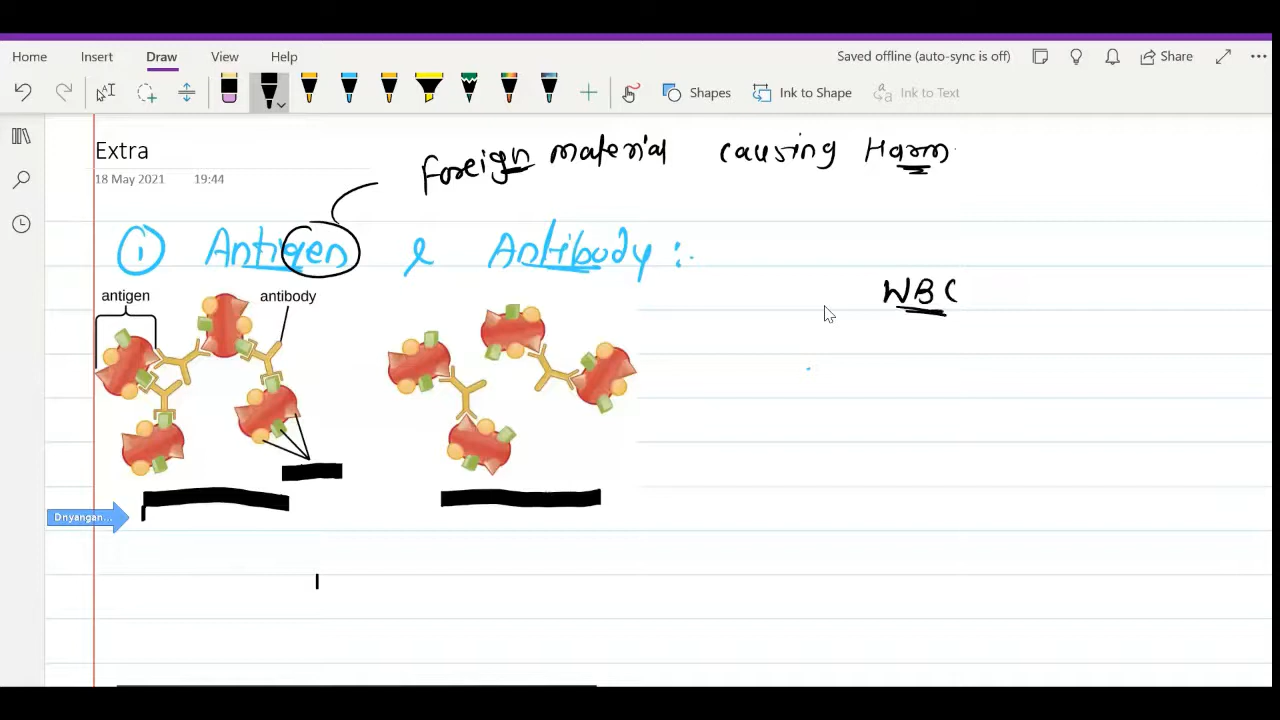 Home Insert Draw View Help Saved offline (auto-sync is off) Share
Shapes Ink to Shape Ink to Text
Extra
18 May 2021 19:44
Foreign material causing Harm
① Antigen & Antibody :
antigen antibody
WBC
Dnyangan...